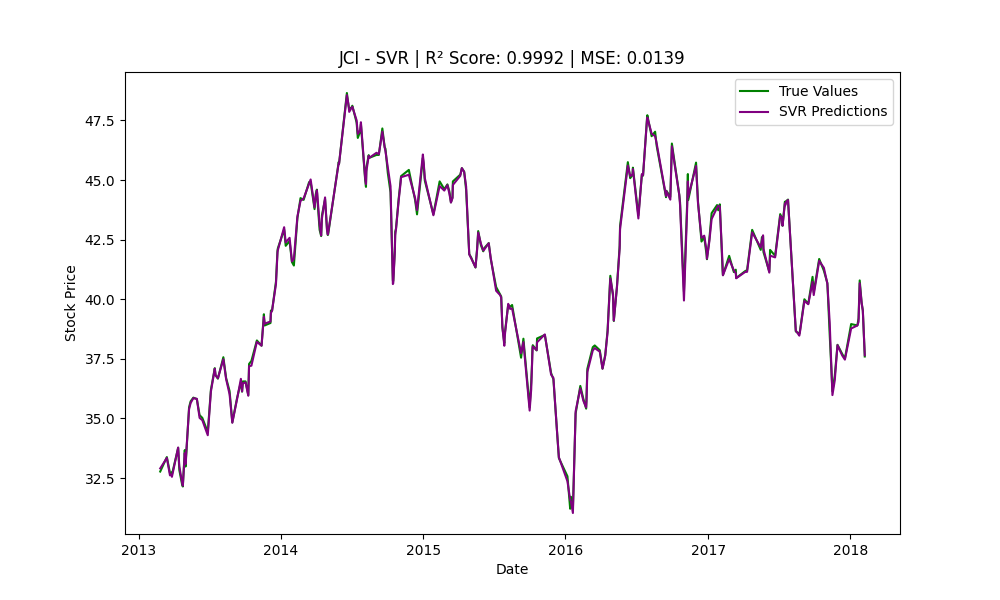 JCI - SVR | R² Score: 0.9992 | MSE: 0.0139
True Values
SVR Predictions
47.5
45.0
42.5
40.0
37.5
35.0
32.5
Stock Price
2013 2014 2015 2016 2017 2018
Date